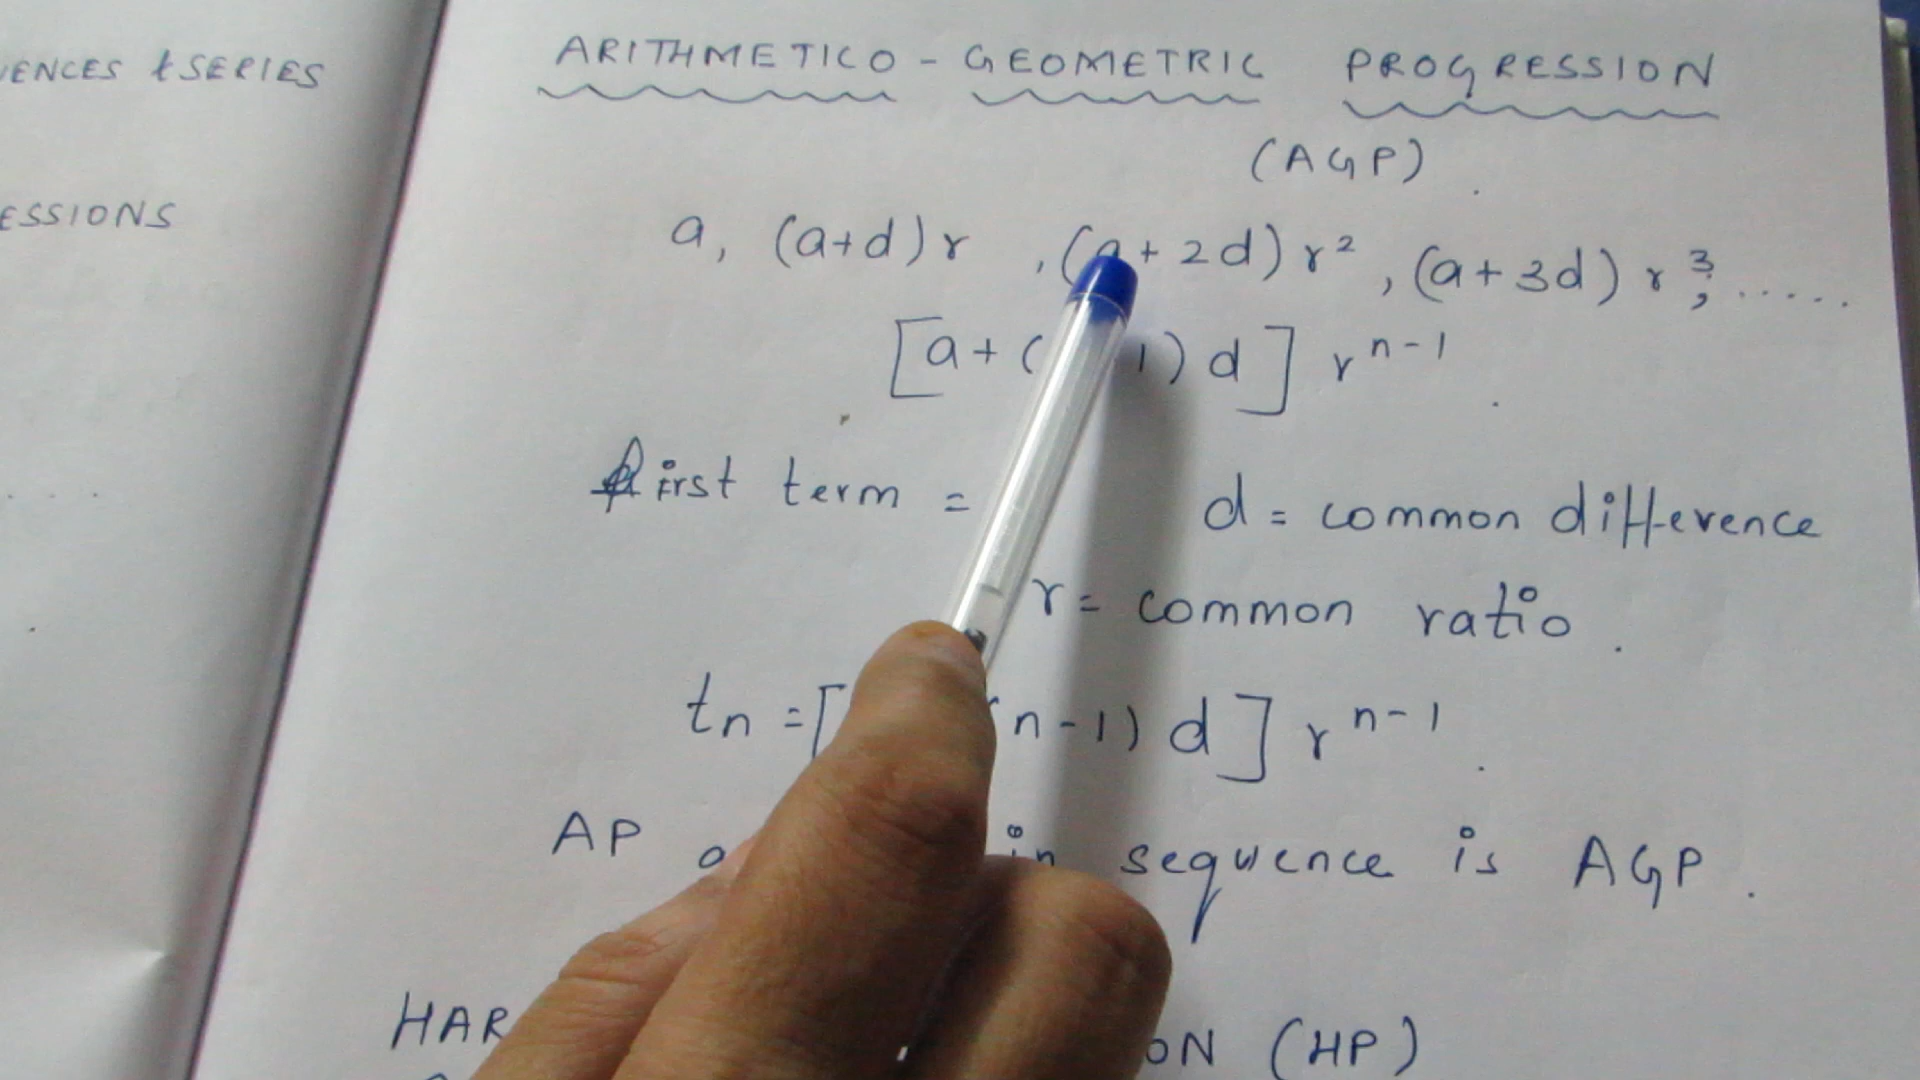 ENCES & SERIES
ESSIONS
ARITHMETICO - GEOMETRIC PROGRESSION
(AGP)
a, (a+d) r , (a + 2d) r² , (a + 3d) r³, .....
[a + ( 1) d] rⁿ⁻¹
first term = d = common difference
r = common ratio .
tn = [ (n-1) d] rⁿ⁻¹ .
AP in sequence is AGP .
HAR ON (HP)